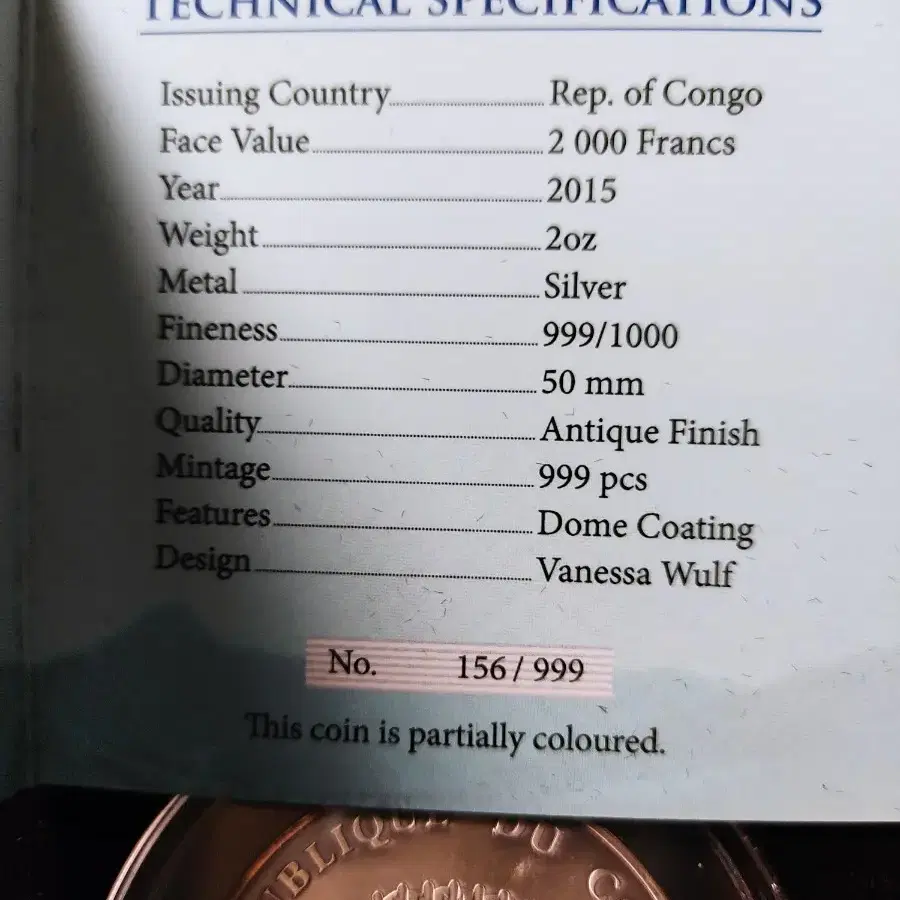 TECHNICAL SPECIFICATIONS
Issuing Country Rep. of Congo
Face Value 2 000 Francs
Year 2015
Weight 2oz
Metal Silver
Fineness 999/1000
Diameter 50 mm
Quality Antique Finish
Mintage 999 pcs
Features Dome Coating
Design Vanessa Wulf
No. 156 / 999
This coin is partially coloured.
DU